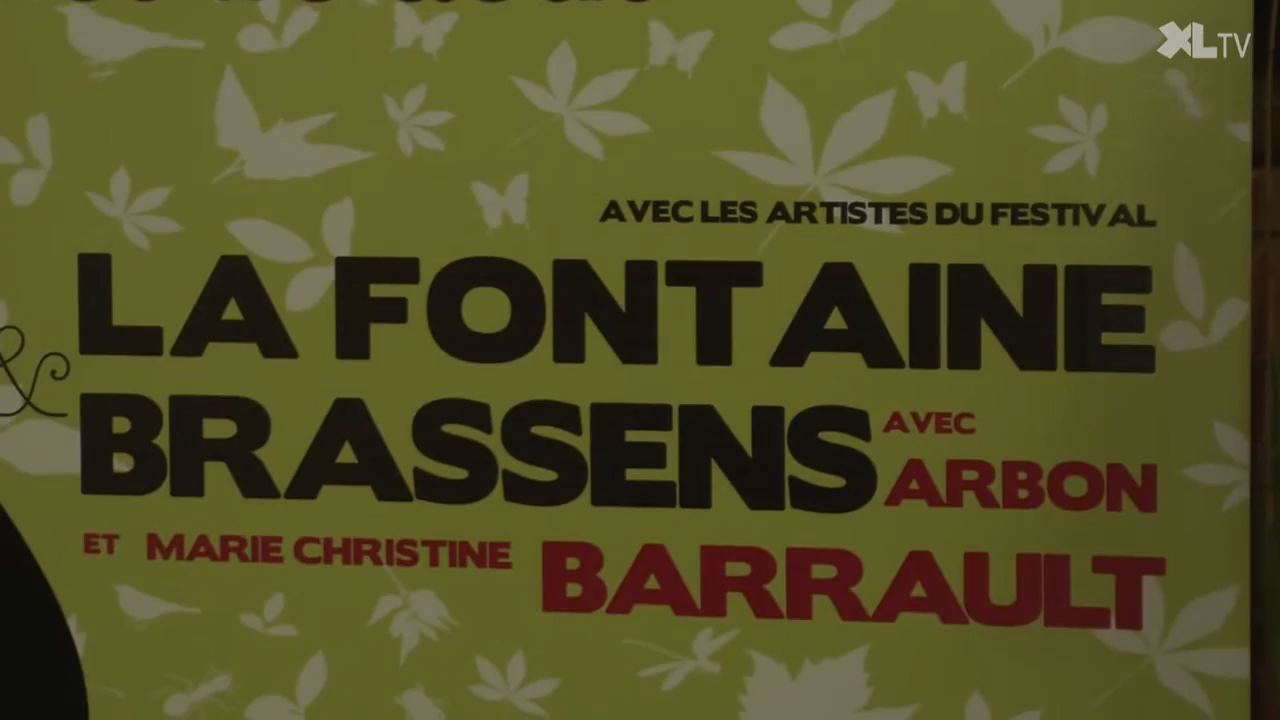 XLTV
AVEC LES ARTISTES DU FESTIVAL
LA FONTAINE
& BRASSENS AVEC
ARBON
ET MARIE CHRISTINE BARRAULT